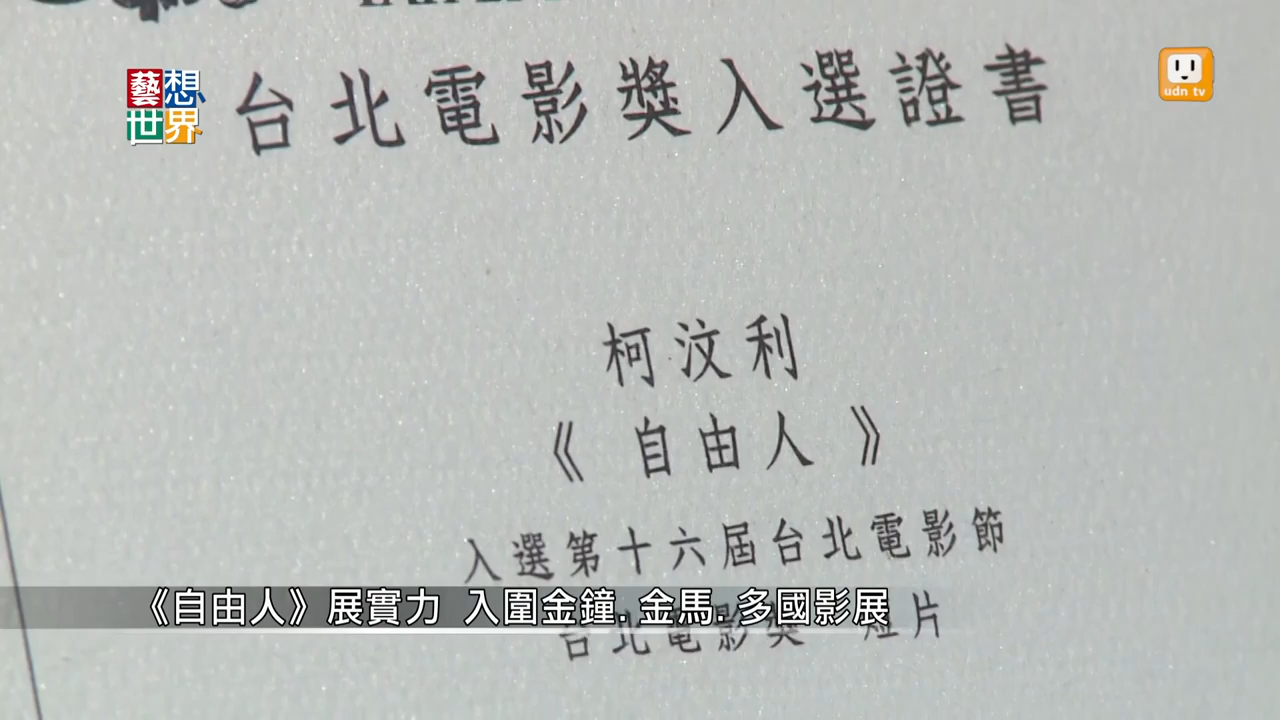 藝想
世界
udn tv
台北電影獎入選證書
柯汶利
《 自由人 》
入選第十六屆台北電影節
台北電影獎 短片
《自由人》展實力 入圍金鐘.金馬.多國影展